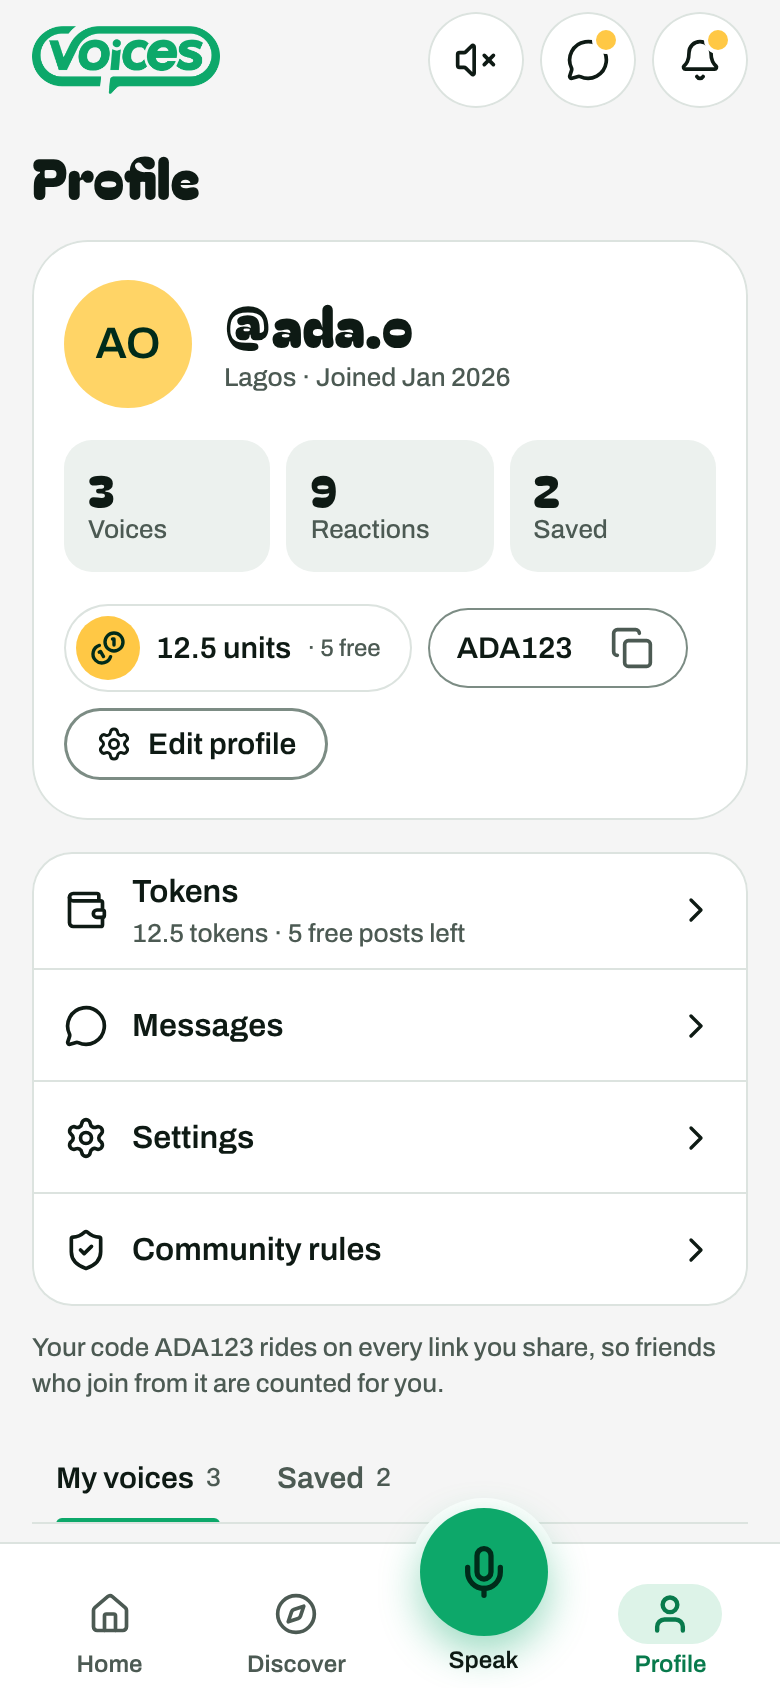 Voices
Profile
AO
@ada.o
Lagos · Joined Jan 2026
3
Voices
9
Reactions
2
Saved
12.5 units · 5 free
ADA123
Edit profile
Tokens
12.5 tokens · 5 free posts left
Messages
Settings
Community rules
Your code ADA123 rides on every link you share, so friends
who join from it are counted for you.
My voices 3 Saved 2
Home
Discover
Speak
Profile